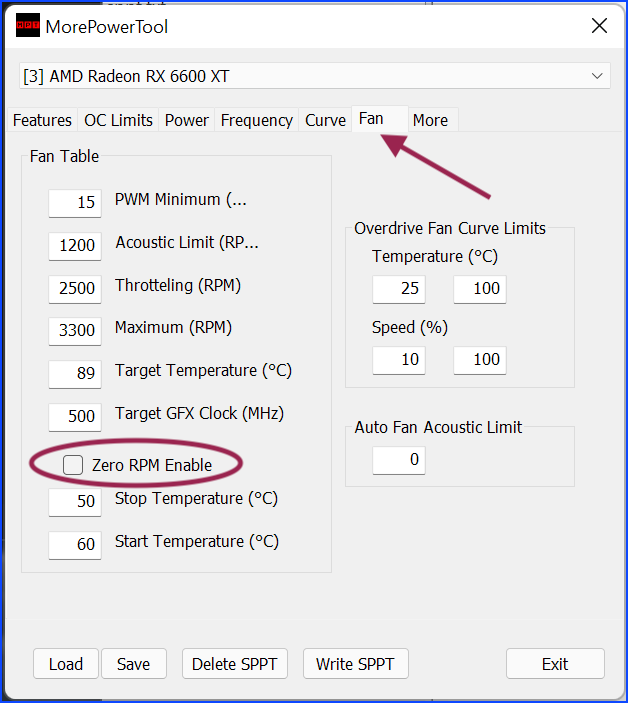 MorePowerTool
[3] AMD Radeon RX 6600 XT
Features OC Limits Power Frequency Curve Fan More
Fan Table
15 PWM Minimum (...
1200 Acoustic Limit (RP...
2500 Throtteling (RPM)
3300 Maximum (RPM)
89 Target Temperature (°C)
500 Target GFX Clock (MHz)
Zero RPM Enable
50 Stop Temperature (°C)
60 Start Temperature (°C)
Overdrive Fan Curve Limits
Temperature (°C)
25 100
Speed (%)
10 100
Auto Fan Acoustic Limit
0
Load Save Delete SPPT Write SPPT Exit